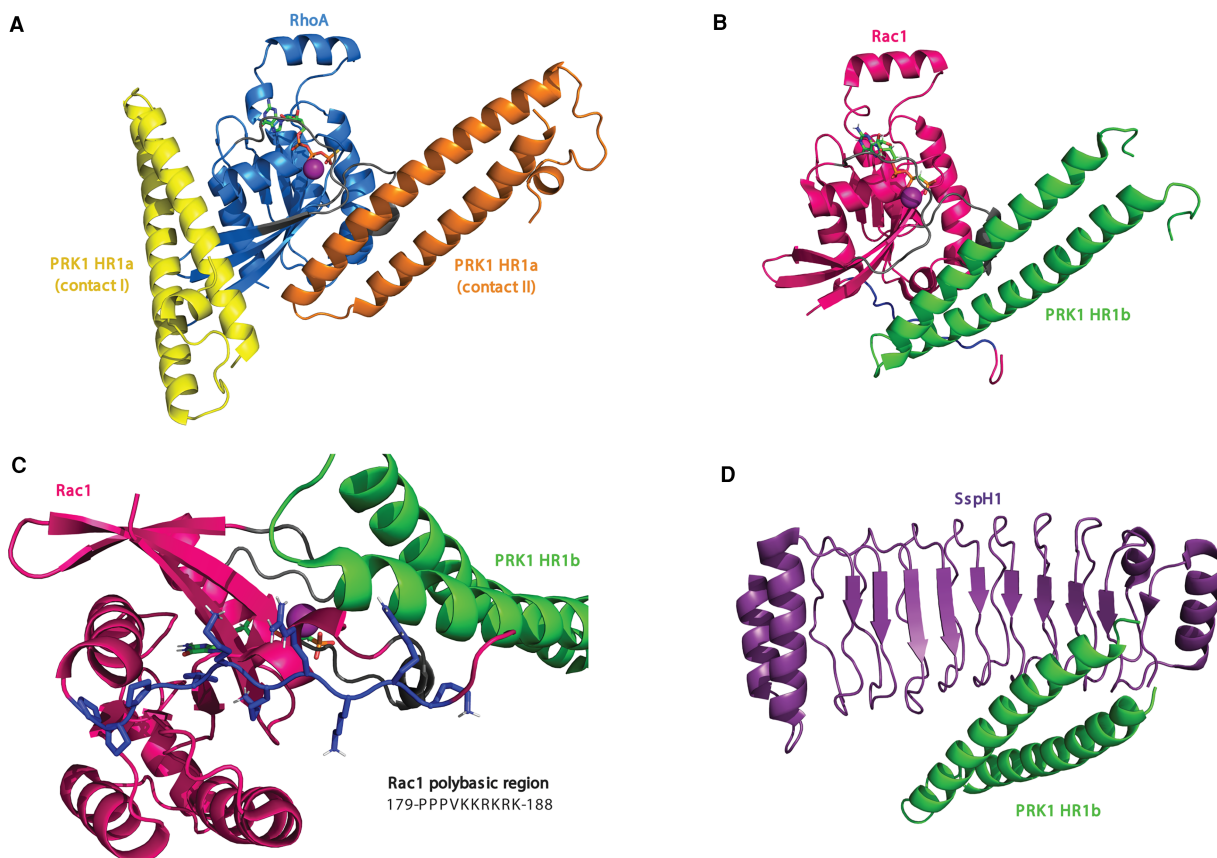 A
RhoA
PRK1 HR1a
(contact I)
PRK1 HR1a
(contact II)
B
Rac1
PRK1 HR1b
C
Rac1
PRK1 HR1b
Rac1 polybasic region
179-PPPVKKRKRK-188
D
SspH1
PRK1 HR1b